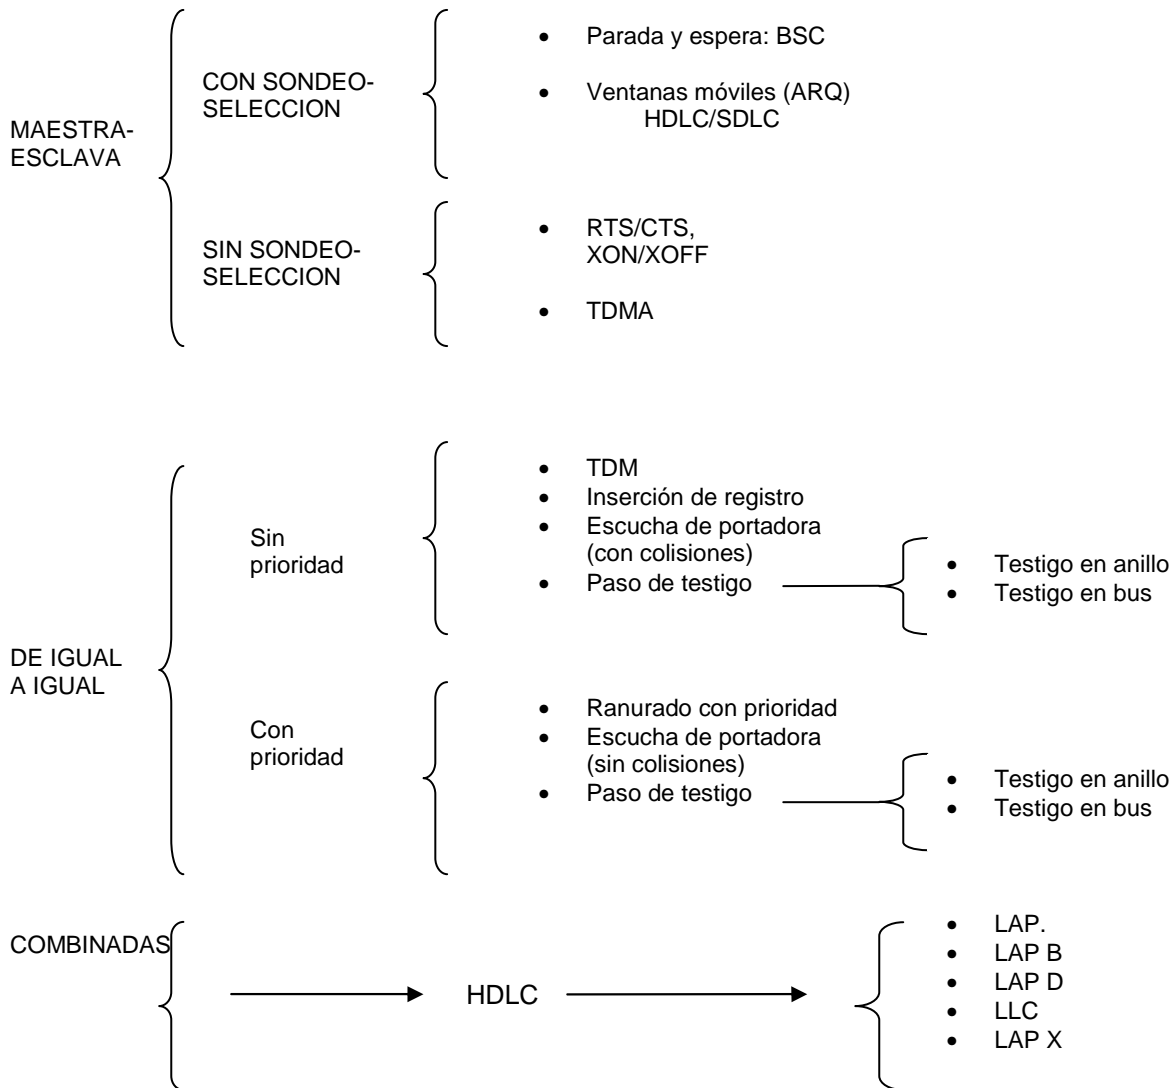 MAESTRA-
ESCLAVA
CON SONDEO-
SELECCION
• Parada y espera: BSC
• Ventanas móviles (ARQ)
HDLC/SDLC
SIN SONDEO-
SELECCION
• RTS/CTS,
XON/XOFF
• TDMA
DE IGUAL
A IGUAL
Sin
prioridad
• TDM
• Inserción de registro
• Escucha de portadora
(con colisiones)
• Paso de testigo
• Testigo en anillo
• Testigo en bus
Con
prioridad
• Ranurado con prioridad
• Escucha de portadora
(sin colisiones)
• Paso de testigo
• Testigo en anillo
• Testigo en bus
COMBINADAS
HDLC
• LAP.
• LAP B
• LAP D
• LLC
• LAP X